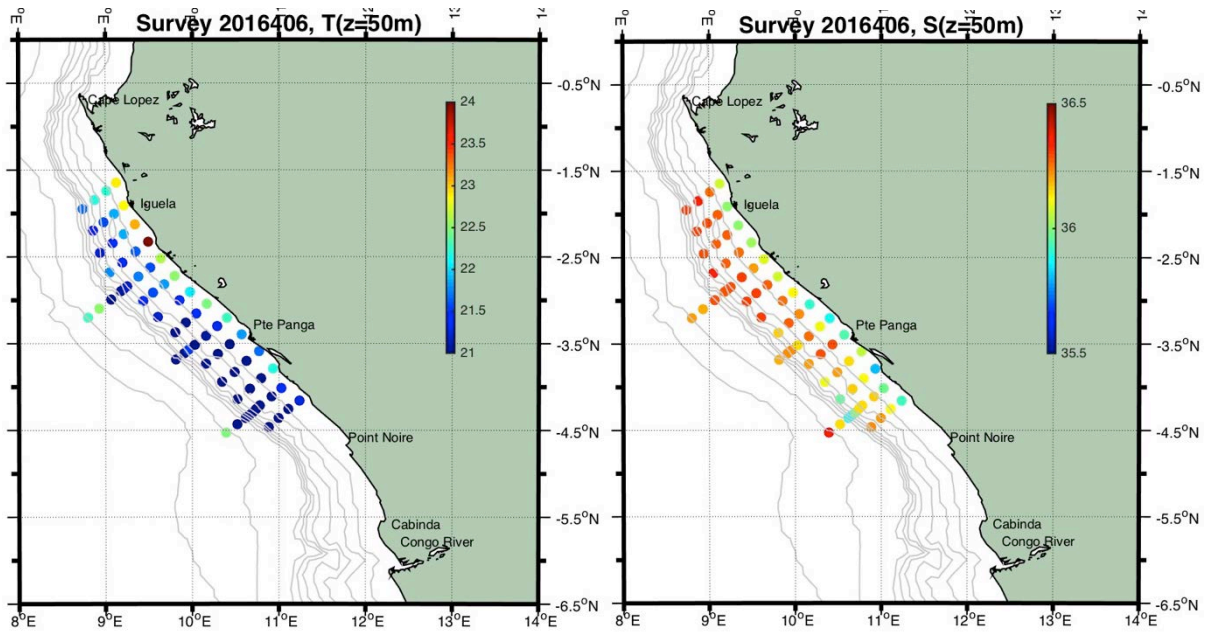 Survey 2016406, T(z=50m)
-0.5°N
Cape Lopez
24
23.5
-1.5°N
23
Iguela
22.5
-2.5°N
22
21.5
Pte Panga
21
-3.5°N
-4.5°N
Point Noire
-5.5°N
Cabinda
Congo River
-6.5°N
8°E
9°E
10°E
11°E
12°E
13°E
14°E
Survey 2016406, S(z=50m)
-0.5°N
Cape Lopez
36.5
-1.5°N
Iguela
36
-2.5°N
Pte Panga
35.5
-3.5°N
-4.5°N
Point Noire
-5.5°N
Cabinda
Congo River
-6.5°N
8°E
9°E
10°E
11°E
12°E
13°E
14°E